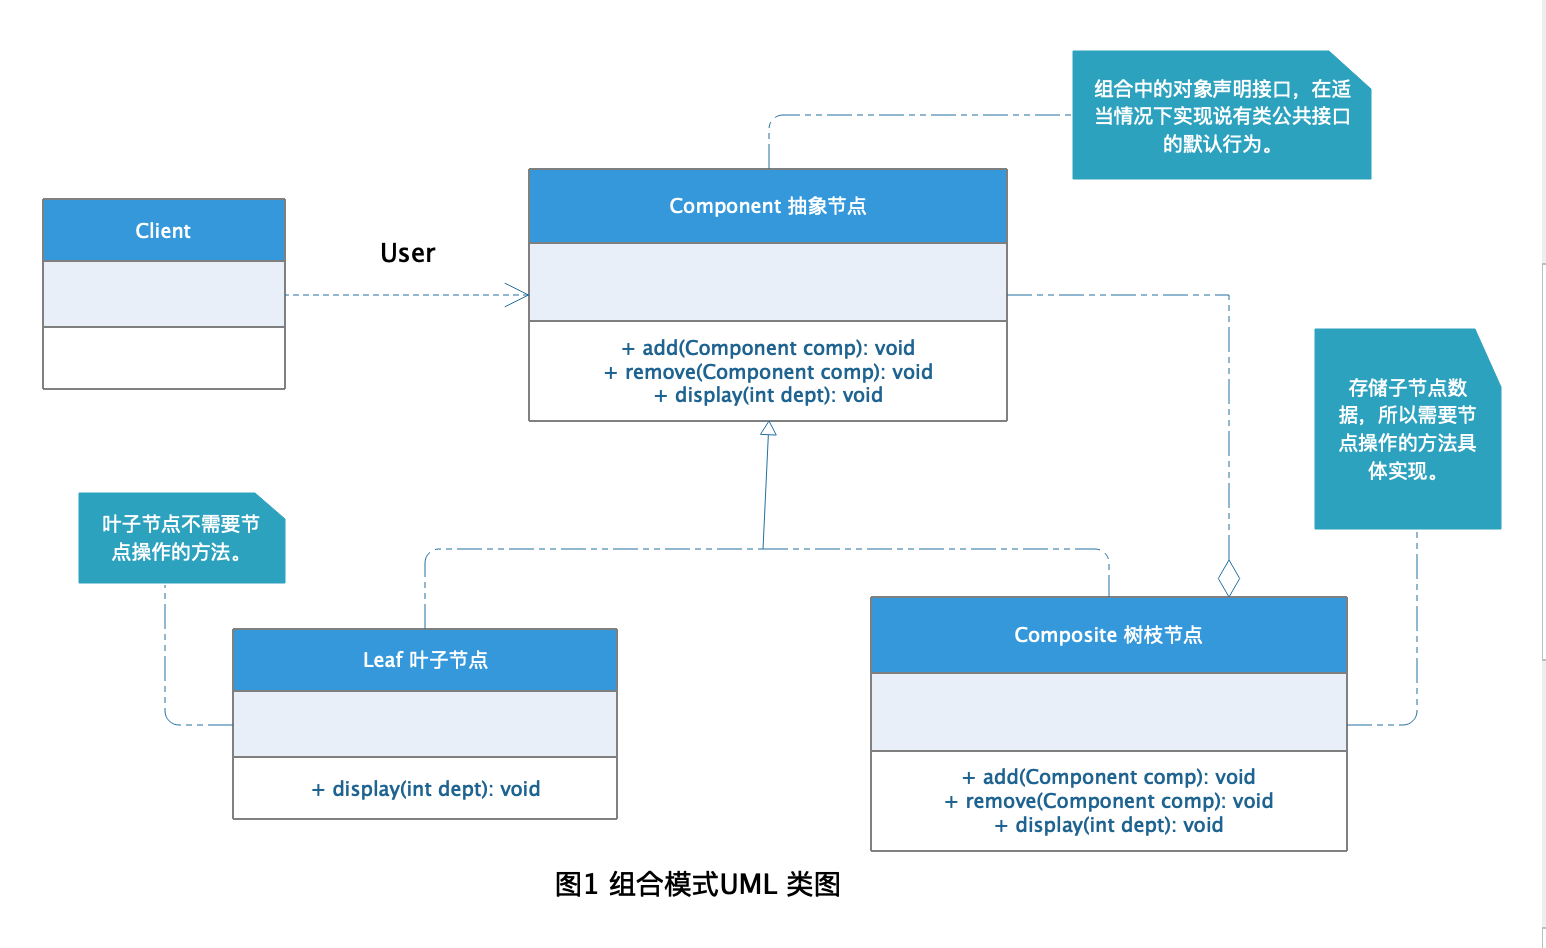 组合中的对象声明接口，在适
当情况下实现说有类公共接口
的默认行为。
Component 抽象节点
Client
User
+ add(Component comp): void
+ remove(Component comp): void
+ display(int dept): void
存储子节点数
据，所以需要节
点操作的方法具
体实现。
叶子节点不需要节
点操作的方法。
Leaf 叶子节点
+ display(int dept): void
Composite 树枝节点
+ add(Component comp): void
+ remove(Component comp): void
+ display(int dept): void
图1 组合模式UML 类图